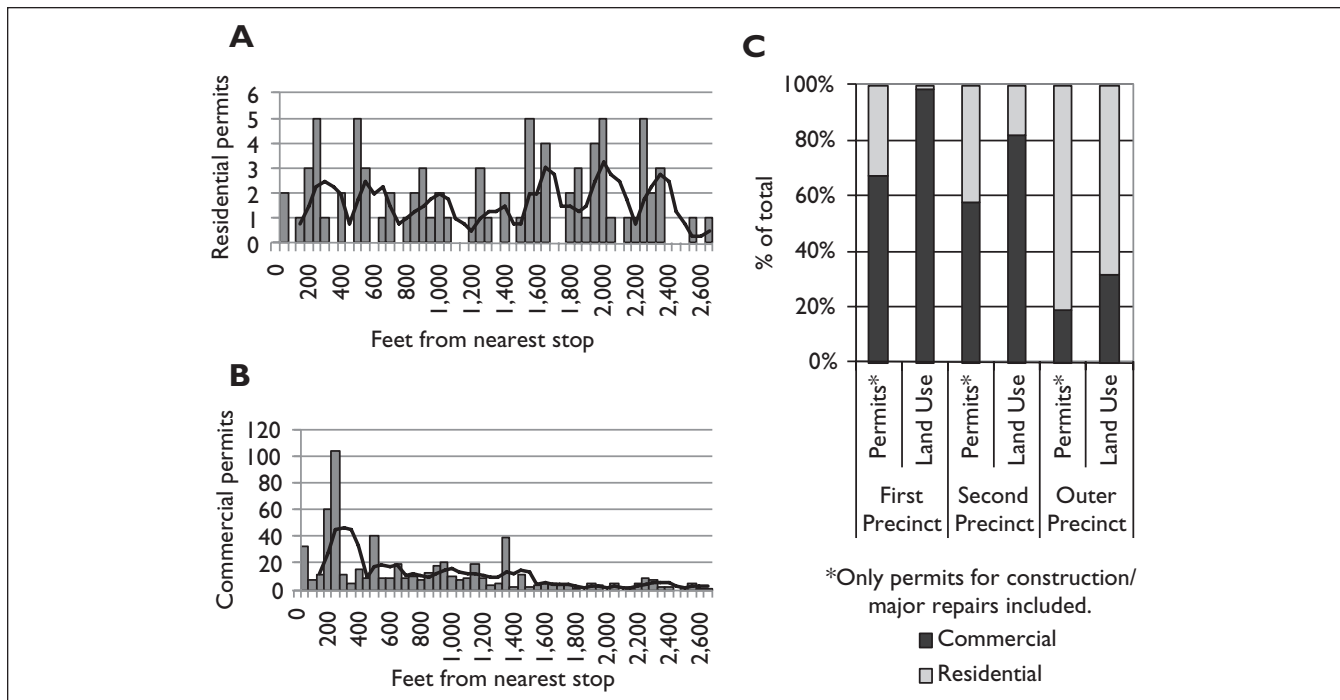 A
Residential permits
6
5
4
3
2
1
0
0
200
400
600
800
1,000
1,200
1,400
1,600
1,800
2,000
2,200
2,400
2,600
Feet from nearest stop
B
Commercial permits
120
100
80
60
40
20
0
0
200
400
600
800
1,000
1,200
1,400
1,600
1,800
2,000
2,200
2,400
2,600
Feet from nearest stop
C
% of total
100%
80%
60%
40%
20%
0%
Permits*
Land Use
Permits*
Land Use
Permits*
Land Use
First
Precinct
Second
Precinct
Outer
Precinct
*Only permits for construction/
major repairs included.
Commercial
Residential